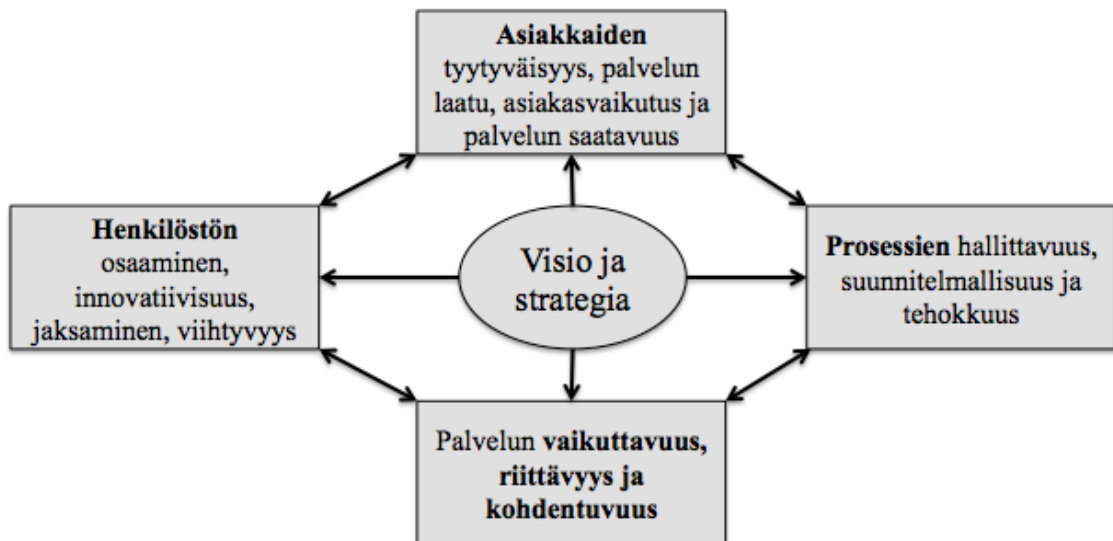 Asiakkaiden
tyytyväisyys, palvelun
laatu, asiakasvaikutus ja
palvelun saatavuus
Henkilöstön
osaaminen,
innovatiivisuus,
jaksaminen, viihtyvyys
Visio ja
strategia
Prosessien hallittavuus,
suunnitelmallisuus ja
tehokkuus
Palvelun vaikuttavuus,
riittävyys ja
kohdentuvuus